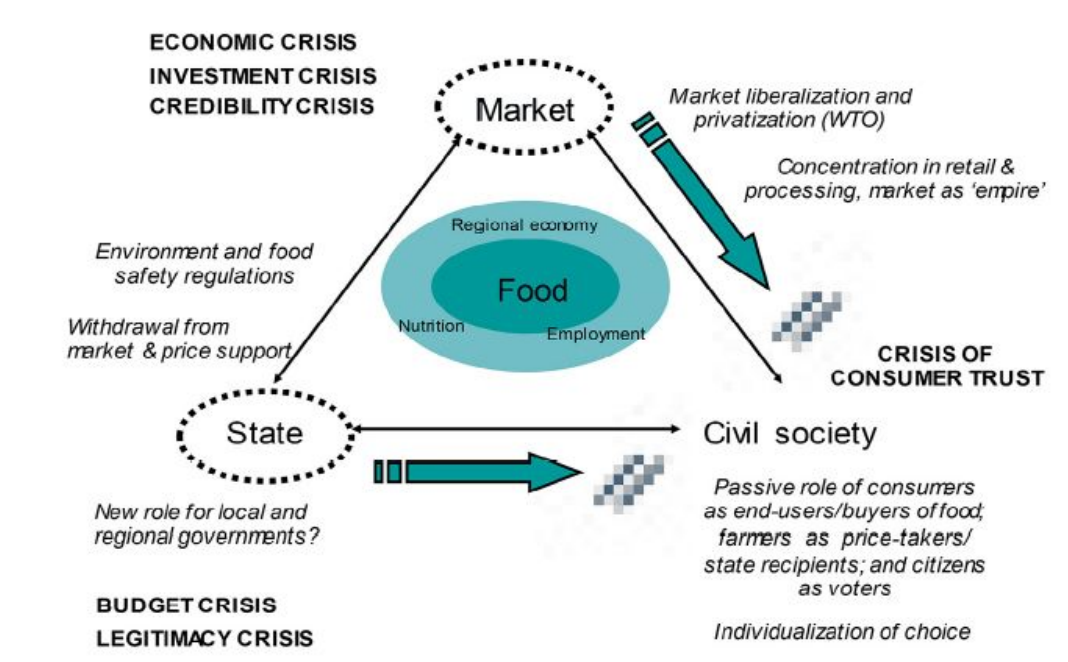 ECONOMIC CRISIS
INVESTMENT CRISIS
CREDIBILITY CRISIS
Market
Market liberalization and
privatization (WTO)
Concentration in retail &
processing, market as ‘empire’
Regional economy
Food
Nutrition
Employment
Environment and food
safety regulations
Withdrawal from
market & price support
CRISIS OF
CONSUMER TRUST
State
Civil society
New role for local and
regional governments?
Passive role of consumers
as end-users/buyers of food;
farmers as price-takers/
state recipients; and citizens
as voters
Individualization of choice
BUDGET CRISIS
LEGITIMACY CRISIS